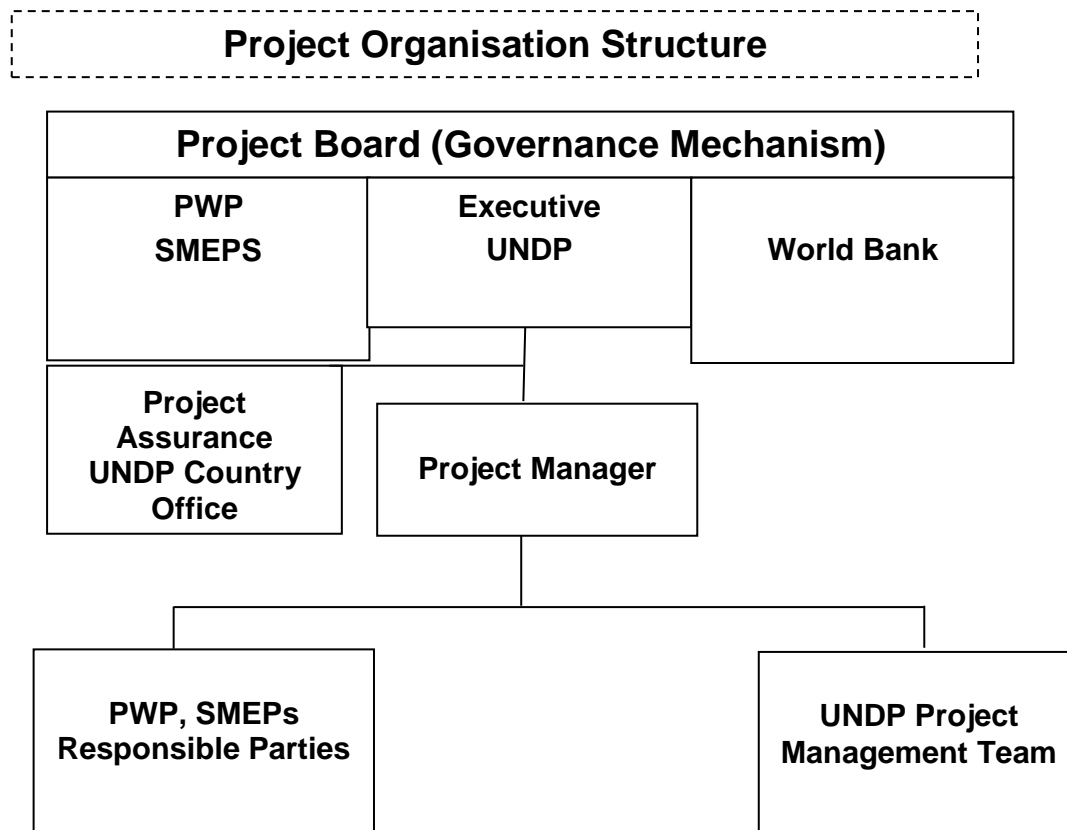 Project Organisation Structure
Project Board (Governance Mechanism)
PWP
SMEPS
Executive
UNDP
World Bank
Project
Assurance
UNDP Country
Office
Project Manager
PWP, SMEPs
Responsible Parties
UNDP Project
Management Team